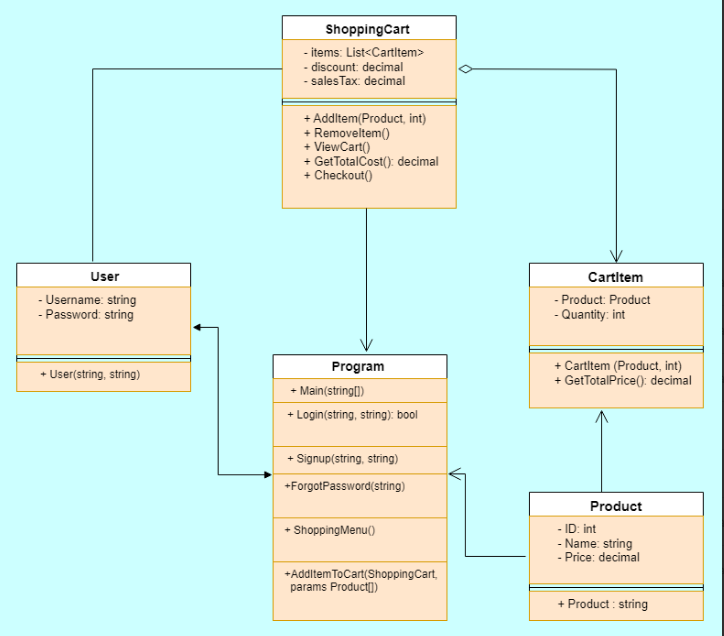 ShoppingCart
- items: List<CartItem>
- discount: decimal
- salesTax: decimal
+ AddItem(Product, int)
+ RemoveItem()
+ ViewCart()
+ GetTotalCost(): decimal
+ Checkout()
User
- Username: string
- Password: string
+ User(string, string)
CartItem
- Product: Product
- Quantity: int
+ CartItem (Product, int)
+ GetTotalPrice(): decimal
Program
+ Main(string[])
+ Login(string, string): bool
+ Signup(string, string)
+ForgotPassword(string)
+ ShoppingMenu()
+AddItemToCart(ShoppingCart,
params Product[])
Product
- ID: int
- Name: string
- Price: decimal
+ Product : string